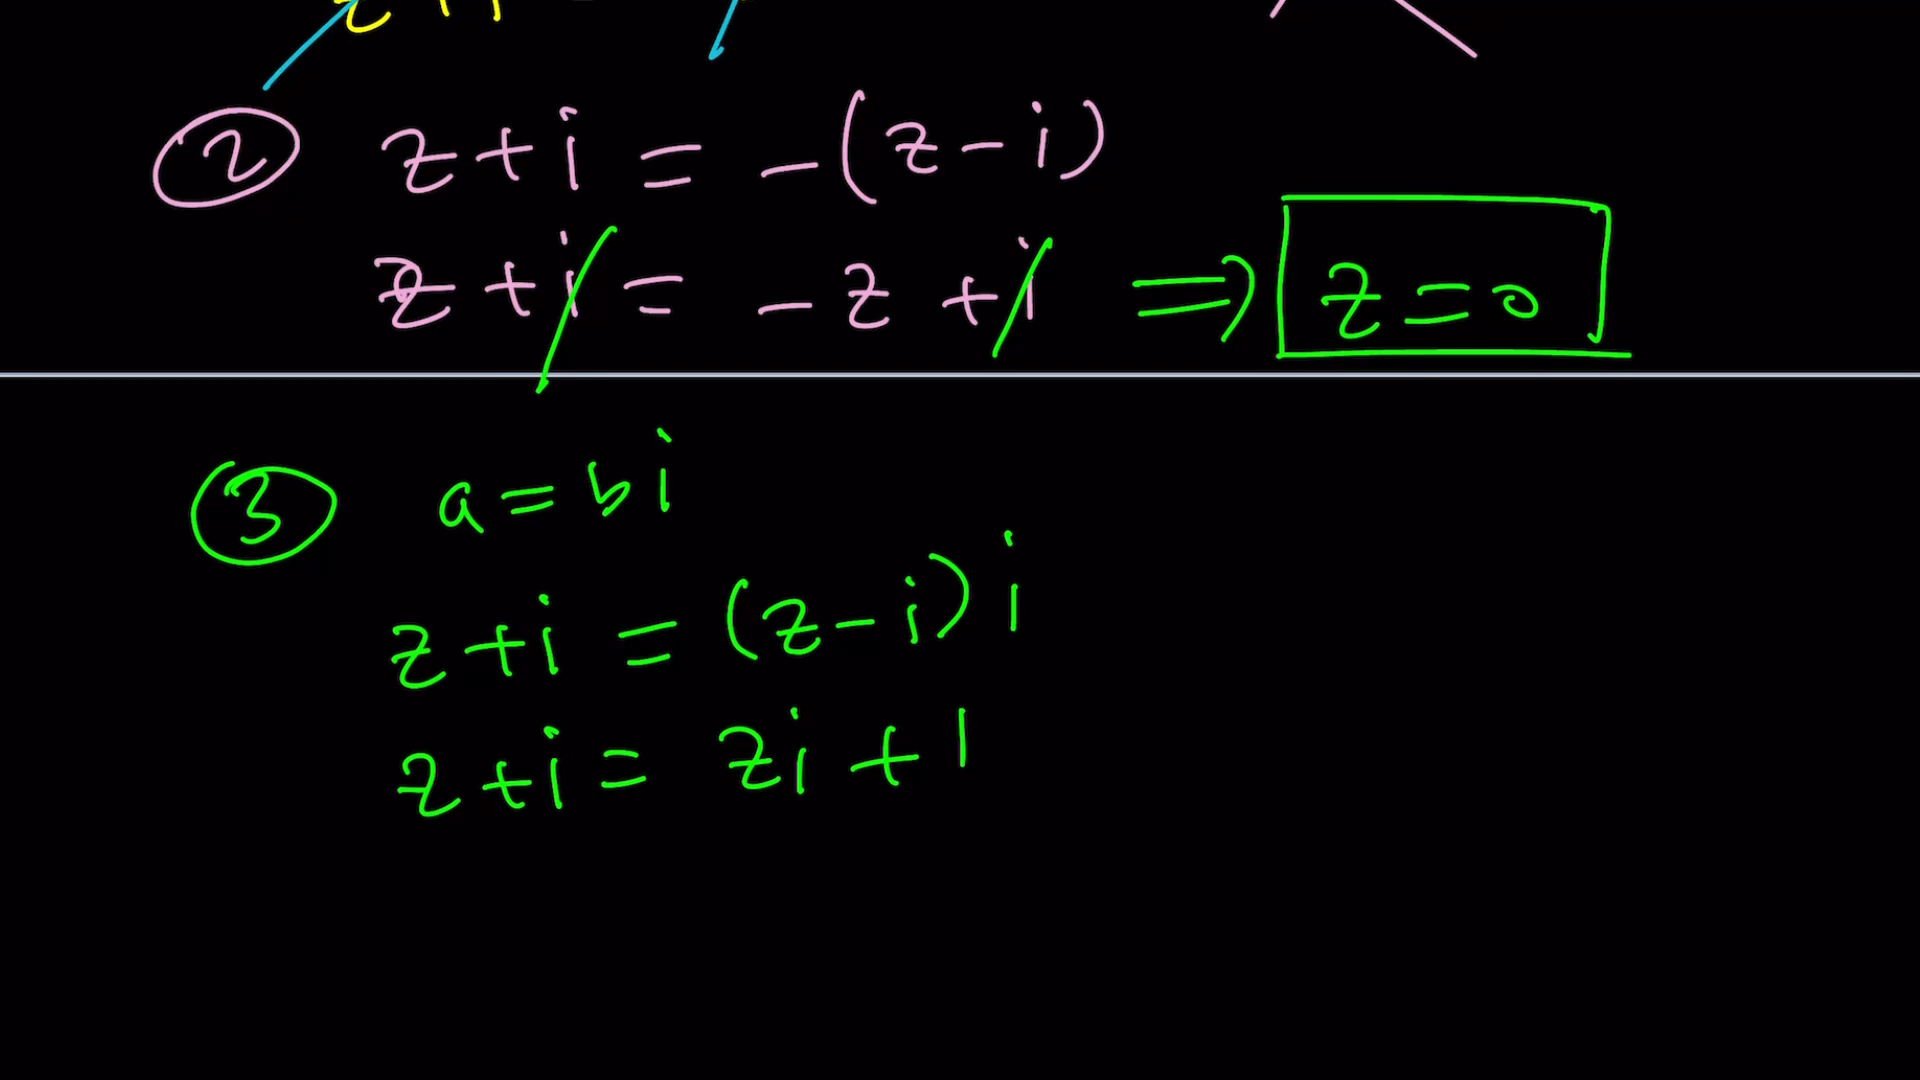 ② z+i = -(z-i)
z+i = -z+i ⇒ z=0
③ a=bi
z+i = (z-i)i
z+i = zi+1